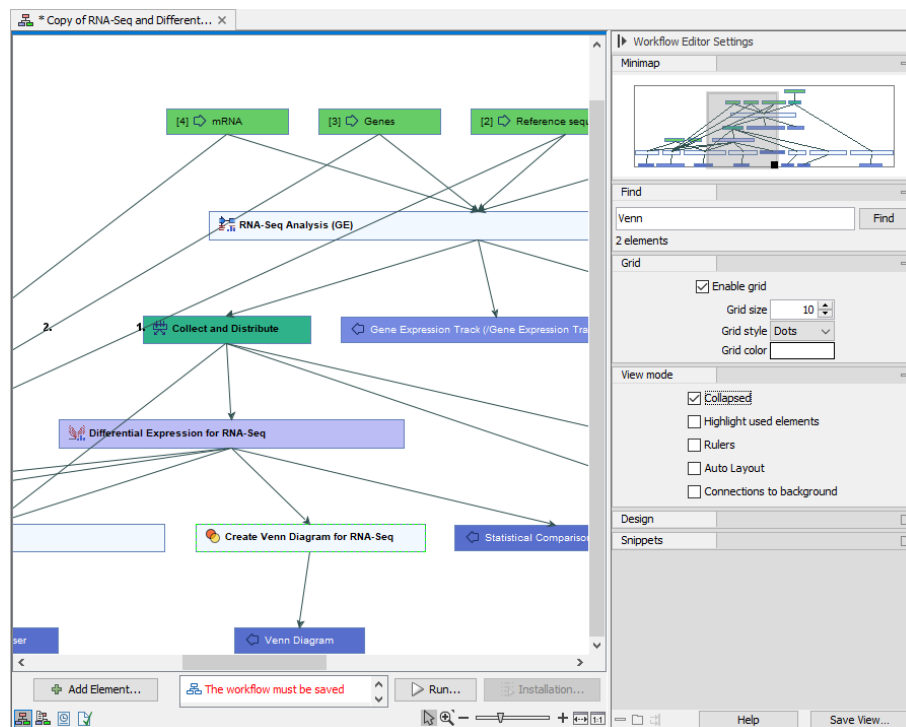 * Copy of RNA-Seq and Different... ×
Workflow Editor Settings
Minimap
[4] mRNA
[3] Genes
[2] Reference sequ
Find
Venn
Find
2 elements
RNA-Seq Analysis (GE)
Grid
Enable grid
Grid size 10
Grid style Dots
Grid color
2.
1.
Collect and Distribute
Gene Expression Track (/Gene Expression Tra
View mode
Collapsed
Highlight used elements
Rulers
Auto Layout
Connections to background
Differential Expression for RNA-Seq
Design
Snippets
Create Venn Diagram for RNA-Seq
Statistical Comparison
ser
Venn Diagram
Add Element...
The workflow must be saved
Run...
Installation...
1:1
Help
Save View...